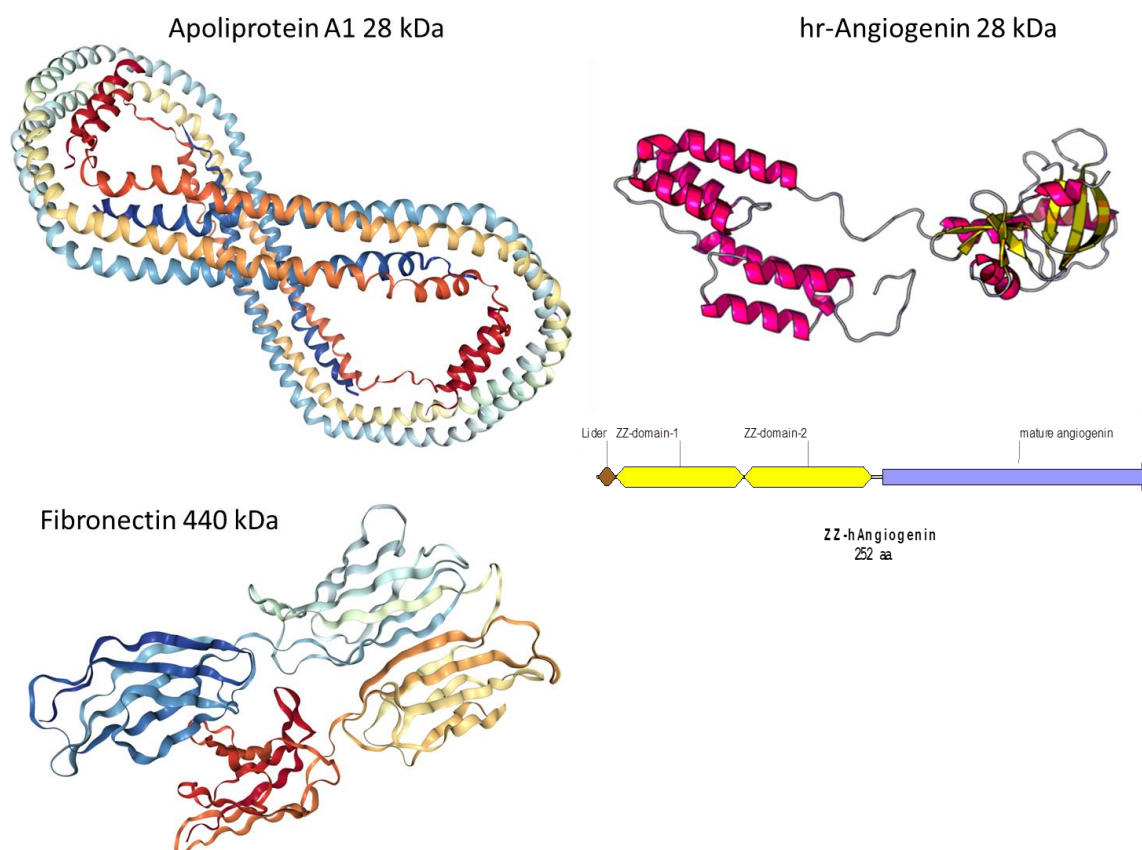 Apoliprotein A1 28 kDa
hr-Angiogenin 28 kDa
Lider ZZ-domain-1 ZZ-domain-2 mature angiogenin
ZZ-hAngiogenin
252 aa
Fibronectin 440 kDa